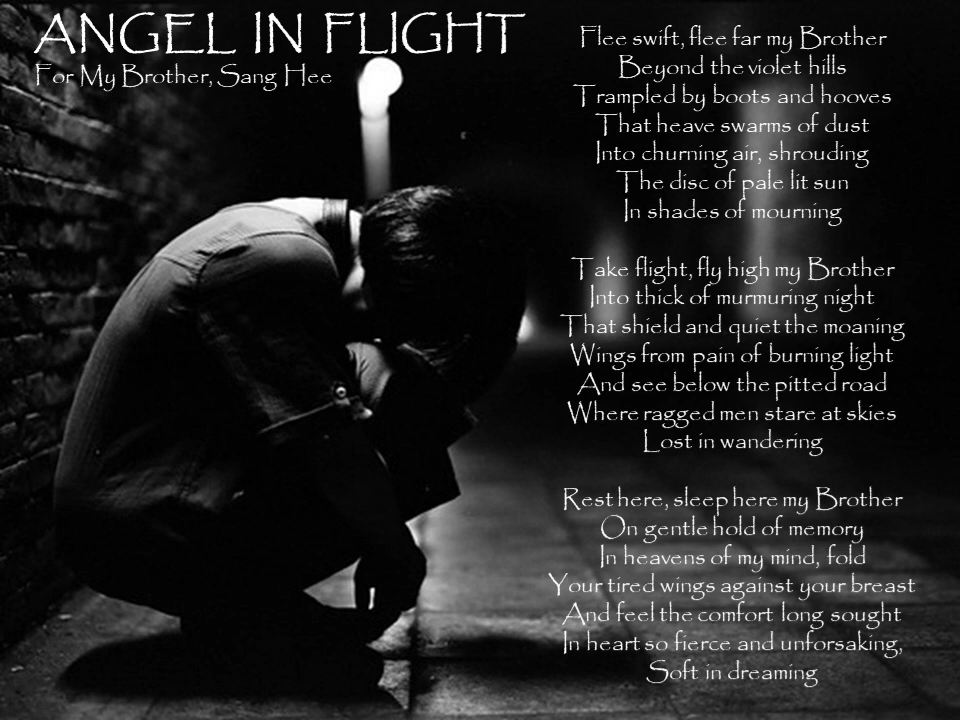 ANGEL IN FLIGHT
For My Brother, Sang Hee
Flee swift, flee far my Brother
Beyond the violet hills
Trampled by boots and hooves
That heave swarms of dust
Into churning air, shrouding
The disc of pale lit sun
In shades of mourning
Take flight, fly high my Brother
Into thick of murmuring night
That shield and quiet the moaning
Wings from pain of burning light
And see below the pitted road
Where ragged men stare at skies
Lost in wandering
Rest here, sleep here my Brother
On gentle hold of memory
In heavens of my mind, fold
Your tired wings against your breast
And feel the comfort long sought
In heart so fierce and unforsaking,
Soft in dreaming